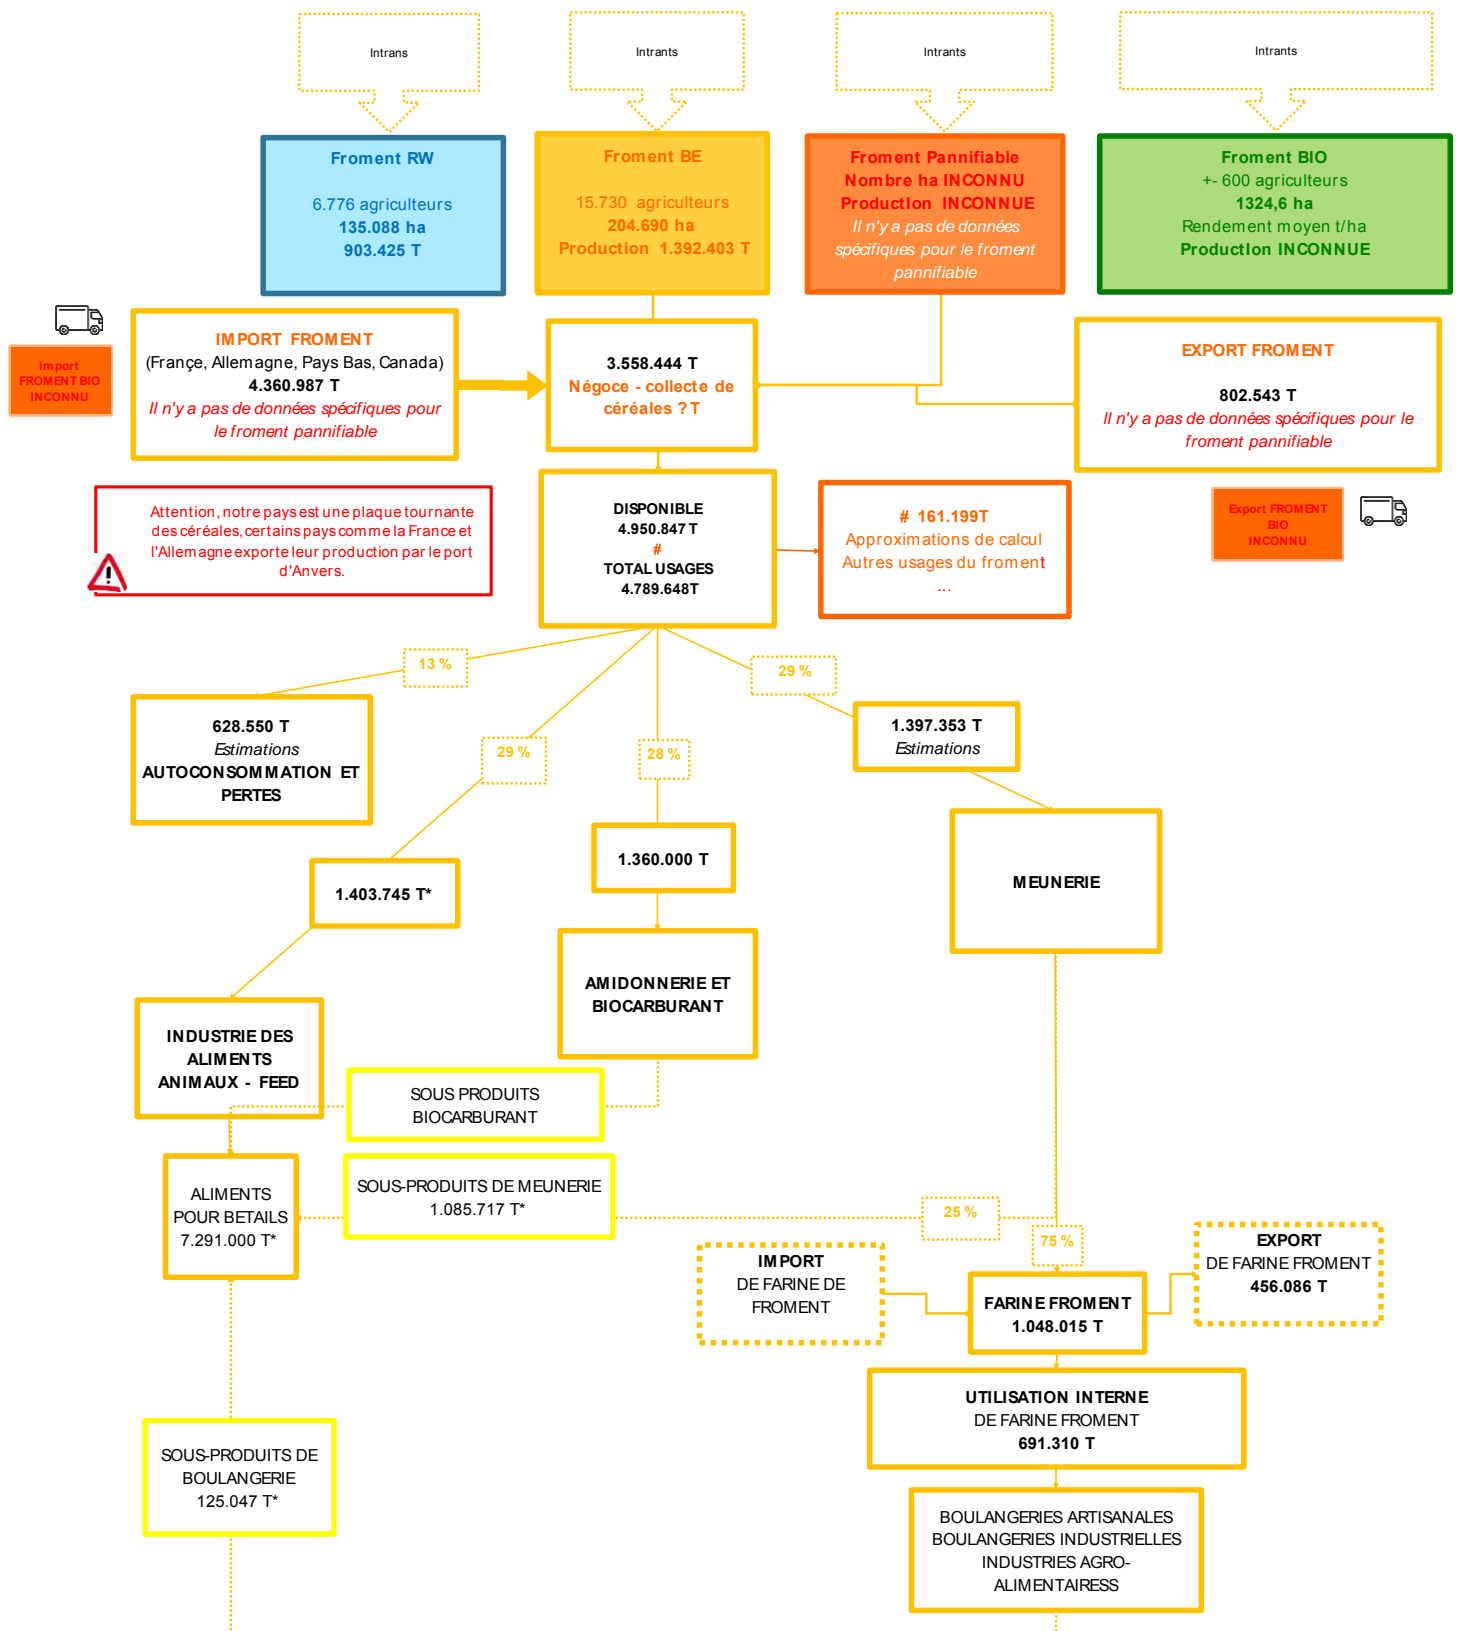 Intrans
Intrants
Intrants
Intrants
Froment RW
6.776 agriculteurs
135.088 ha
903.425 T
Froment BE
15.730 agriculteurs
204.690 ha
Production 1.392.403 T
Froment Pannifiable
Nombre ha INCONNU
Production INCONNUE
Il n'y a pas de données
spécifiques pour le froment
pannifiable
Froment BIO
+- 600 agriculteurs
1324,6 ha
Rendement moyen t/ha
Production INCONNUE
Import
FROMENT BIO
INCONNU
IMPORT FROMENT
(Françe, Allemagne, Pays Bas, Canada)
4.360.987 T
Il n'y a pas de données spécifiques pour
le froment pannifiable
3.558.444 T
Négoce - collecte de
céréales ? T
EXPORT FROMENT
802.543 T
Il n'y a pas de données spécifiques pour le
froment pannifiable
Export FROMENT
BIO
INCONNU
Attention, notre pays est une plaque tournante
des céréales, certains pays comme la France et
l'Allemagne exporte leur production par le port
d'Anvers.
DISPONIBLE
4.950.847 T
#
TOTAL USAGES
4.789.648T
# 161.199T
Approximations de calcul
Autres usages du froment
...
13 %
29 %
28 %
29 %
628.550 T
Estimations
AUTOCONSOMMATION ET
PERTES
1.397.353 T
Estimations
1.403.745 T*
1.360.000 T
MEUNERIE
AMIDONNERIE ET
BIOCARBURANT
INDUSTRIE DES
ALIMENTS
ANIMAUX - FEED
SOUS PRODUITS
BIOCARBURANT
ALIMENTS
POUR BETAILS
7.291.000 T*
SOUS-PRODUITS DE MEUNERIE
1.085.717 T*
25 %
75 %
IMPORT
DE FARINE DE
FROMENT
FARINE FROMENT
1.048.015 T
EXPORT
DE FARINE FROMENT
456.086 T
UTILISATION INTERNE
DE FARINE FROMENT
691.310 T
SOUS-PRODUITS DE
BOULANGERIE
125.047 T*
BOULANGERIES ARTISANALES
BOULANGERIES INDUSTRIELLES
INDUSTRIES AGRO-
ALIMENTAIRESS